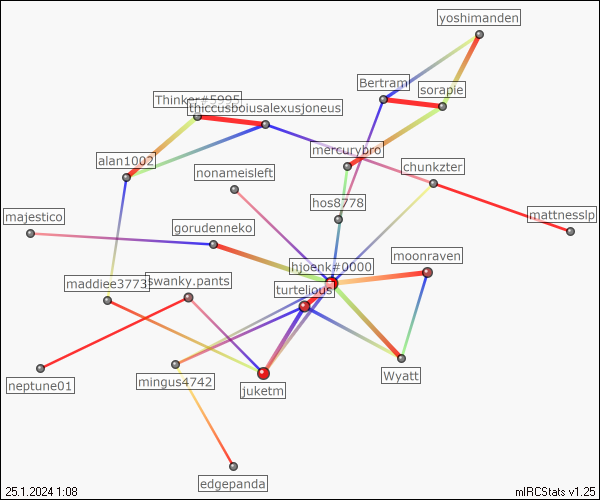 yoshimanden
Bertram
sorapie
Thinker#5995
thiccusboiusalexusjoneus
mercurybro
alan1002
chunkzter
nonameisleft
hos8778
majestico
mattnesslp
gorudenneko
moonraven
hjoenk#0000
maddiee3773
swanky.pants
turtelious
Wyatt
mingus4742
juketm
neptune01
edgepanda
25.1.2024 1:08
mIRCStats v1.25